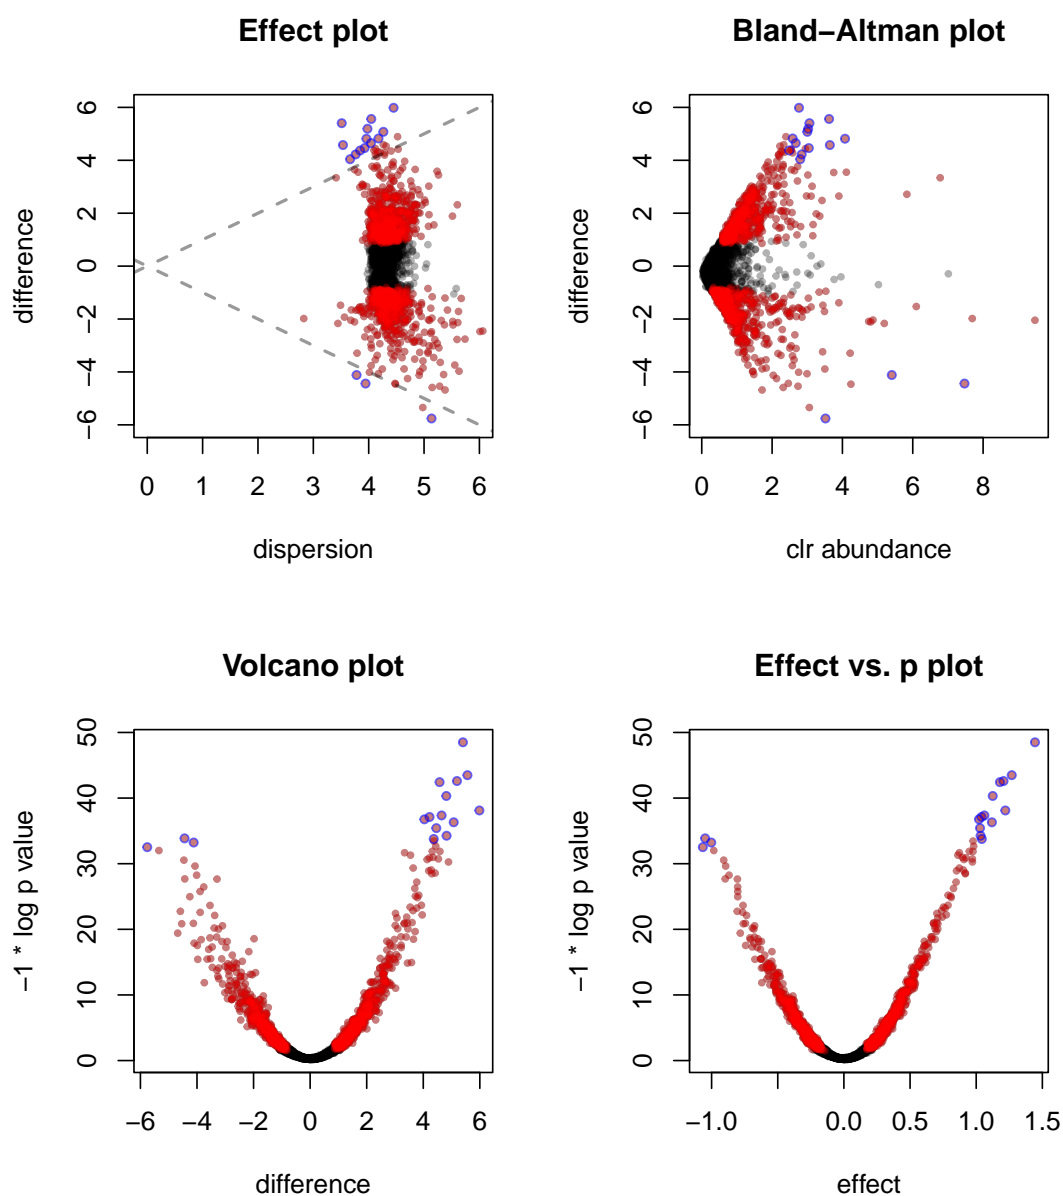 Effect plot
difference
6
4
2
0
−2
−4
−6
0 1 2 3 4 5 6
dispersion
Bland−Altman plot
difference
6
4
2
0
−2
−4
−6
0 2 4 6 8
clr abundance
Volcano plot
−1 * log p value
50
40
30
20
10
0
−6 −4 −2 0 2 4 6
difference
Effect vs. p plot
−1 * log p value
50
40
30
20
10
0
−1.0 0.0 0.5 1.0 1.5
effect